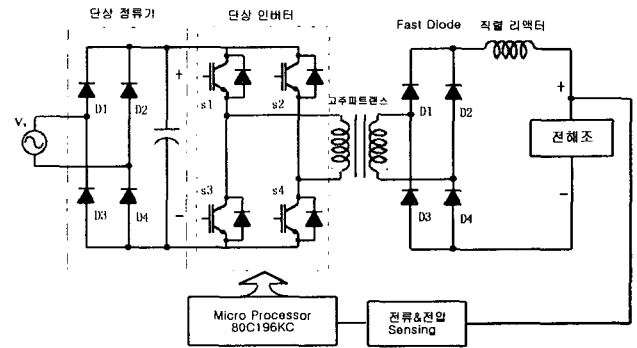 단상 정류기
단상 인버터
Fast Diode
직렬 리액터
D1
D2
D3
D4
Vs
+
−
s1
s2
s3
s4
고주파트랜스
D1
D2
D3
D4
+
전해조
−
Micro Processor
80C196KC
전류&전압
Sensing